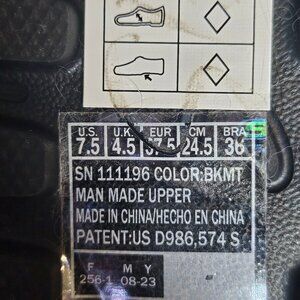 U.S. U.K. EUR CM BRA
7.5 4.5 37.5 24.5 36
SN 111196 COLOR:BKMT
MAN MADE UPPER
MADE IN CHINA/HECHO EN CHINA
PATENT:US D986,574 S
F M Y
256-1 08-23